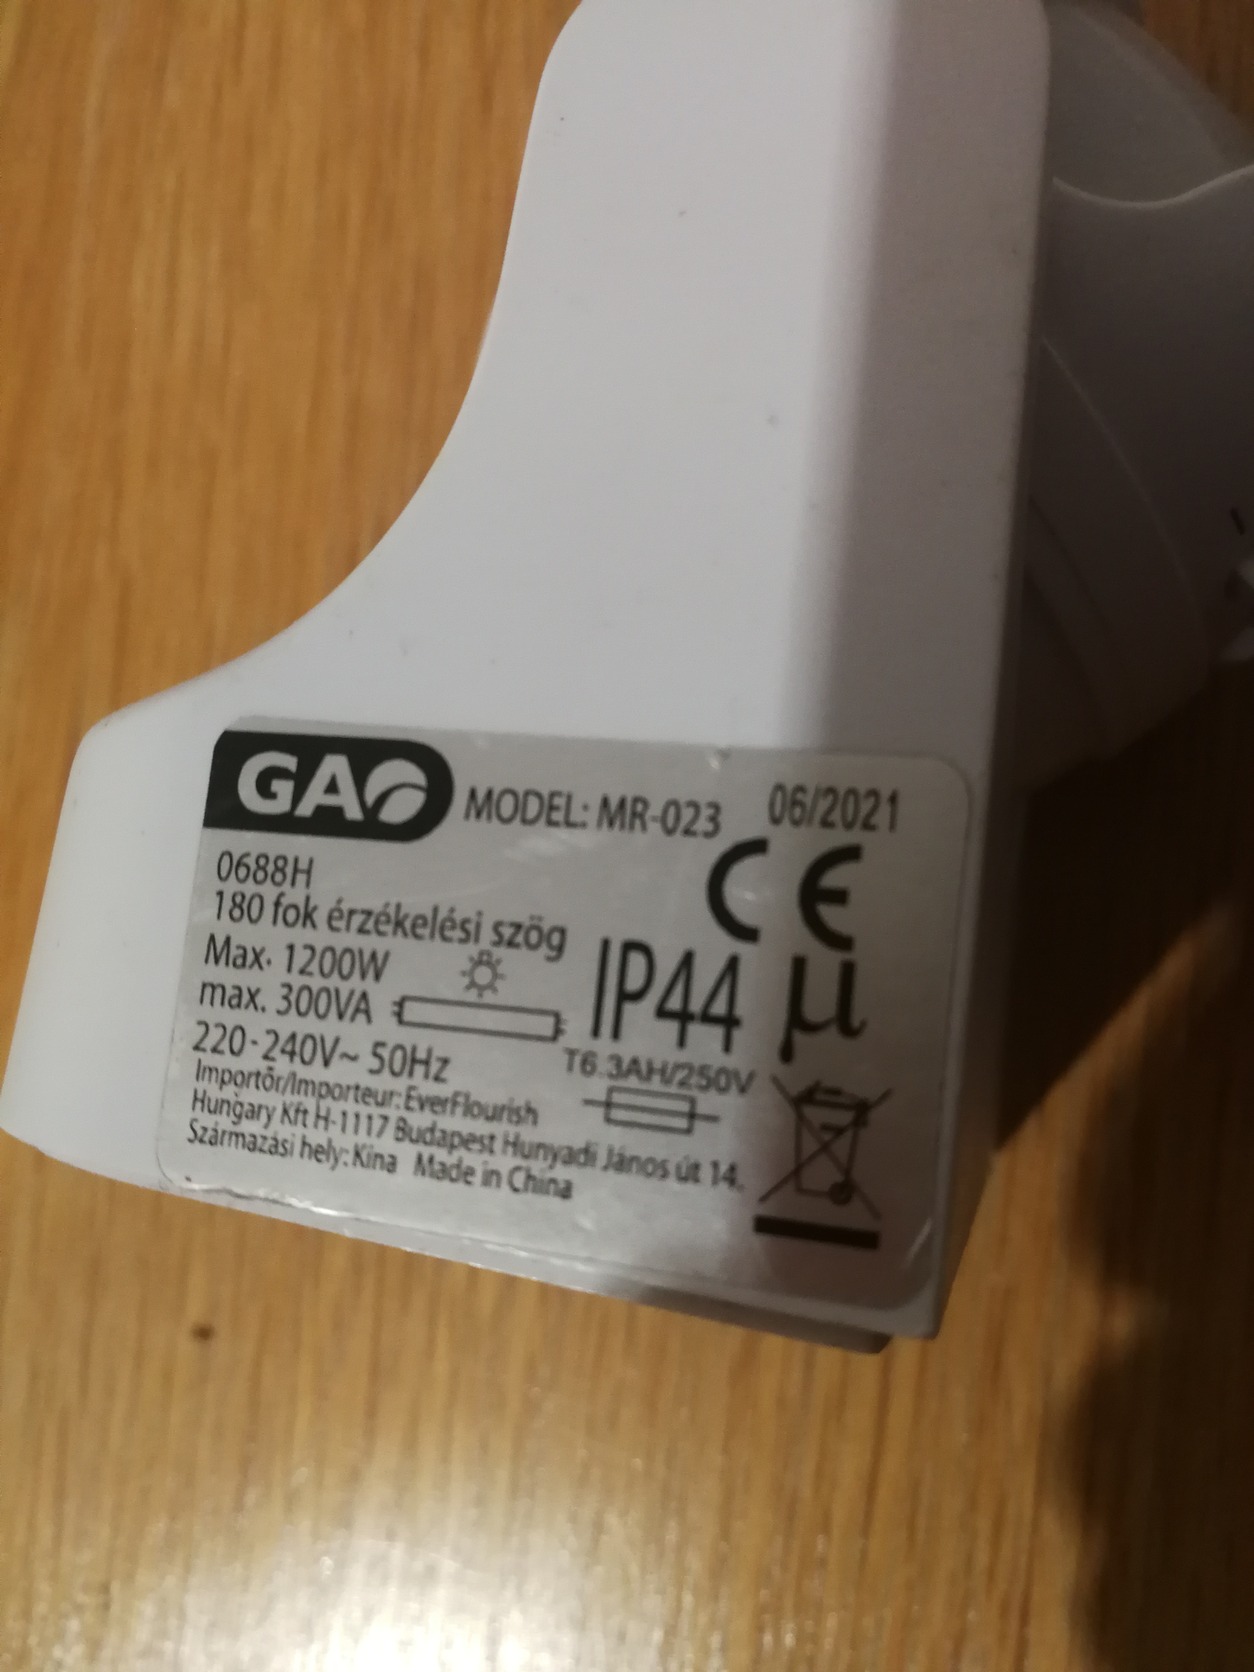 GAO MODEL: MR-023 06/2021
CE
0688H
180 fok érzékelési szög
Max. 1200W
max. 300VA
IP44 µ
220-240V~ 50Hz
T6.3AH/250V
Importőr/Importeur: EverFlourish
Hungary Kft H-1117 Budapest Hunyadi János út 14.
Származási hely: Kína Made in China